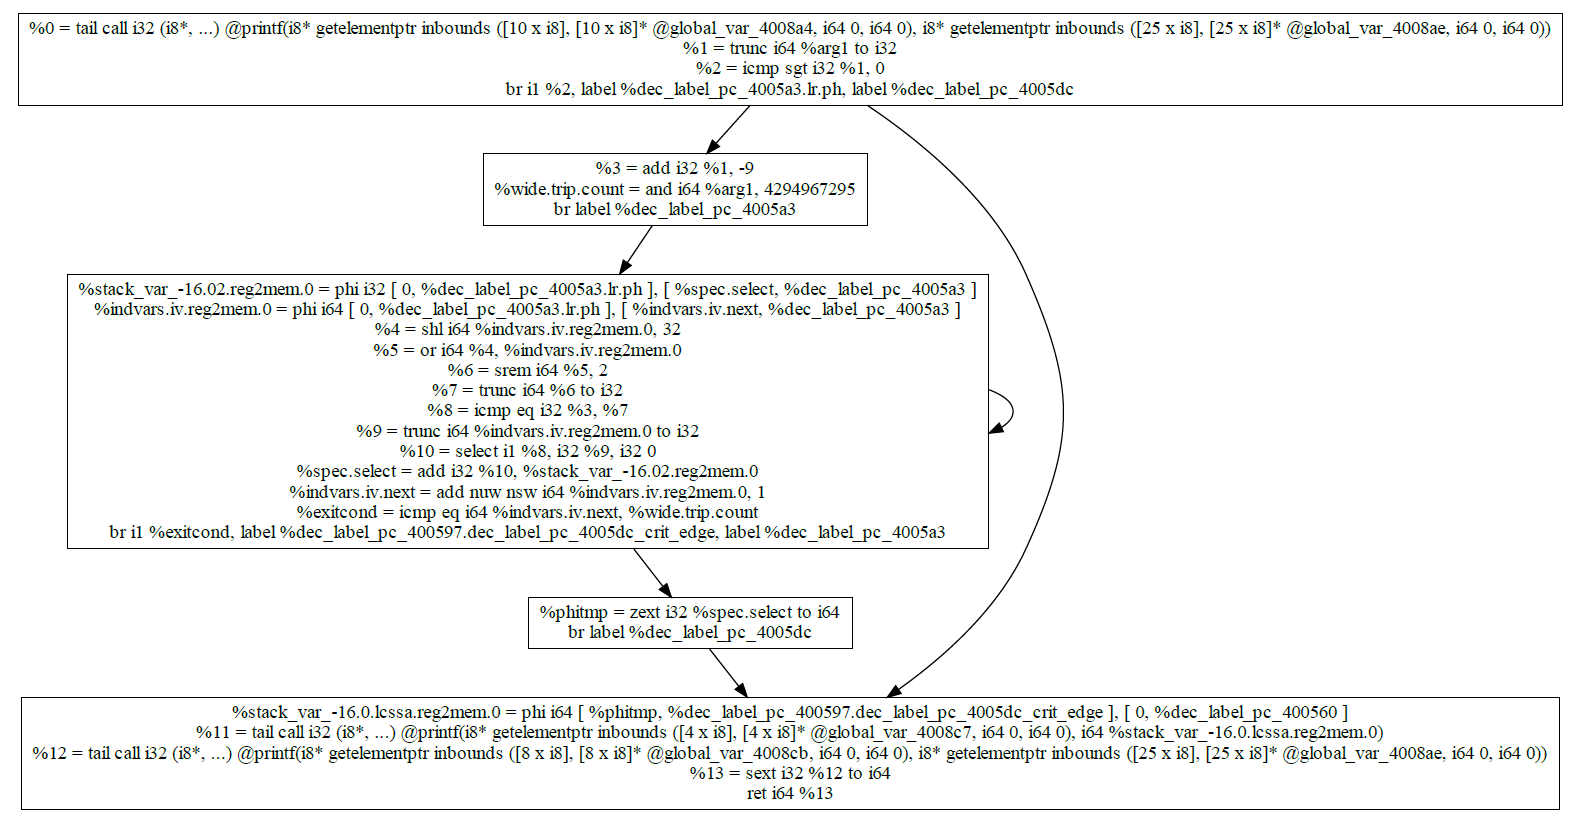 %0 = tail call i32 (i8*, ...) @printf(i8* getelementptr inbounds ([10 x i8], [10 x i8]* @global_var_4008a4, i64 0, i64 0), i8* getelementptr inbounds ([25 x i8], [25 x i8]* @global_var_4008ae, i64 0, i64 0))
%1 = trunc i64 %arg1 to i32
%2 = icmp sgt i32 %1, 0
br i1 %2, label %dec_label_pc_4005a3.lr.ph, label %dec_label_pc_4005dc
%3 = add i32 %1, -9
%wide.trip.count = and i64 %arg1, 4294967295
br label %dec_label_pc_4005a3
%stack_var_-16.02.reg2mem.0 = phi i32 [ 0, %dec_label_pc_4005a3.lr.ph ], [ %spec.select, %dec_label_pc_4005a3 ]
%indvars.iv.reg2mem.0 = phi i64 [ 0, %dec_label_pc_4005a3.lr.ph ], [ %indvars.iv.next, %dec_label_pc_4005a3 ]
%4 = shl i64 %indvars.iv.reg2mem.0, 32
%5 = or i64 %4, %indvars.iv.reg2mem.0
%6 = srem i64 %5, 2
%7 = trunc i64 %6 to i32
%8 = icmp eq i32 %3, %7
%9 = trunc i64 %indvars.iv.reg2mem.0 to i32
%10 = select i1 %8, i32 %9, i32 0
%spec.select = add i32 %10, %stack_var_-16.02.reg2mem.0
%indvars.iv.next = add nuw nsw i64 %indvars.iv.reg2mem.0, 1
%exitcond = icmp eq i64 %indvars.iv.next, %wide.trip.count
br i1 %exitcond, label %dec_label_pc_400597.dec_label_pc_4005dc_crit_edge, label %dec_label_pc_4005a3
%phitmp = zext i32 %spec.select to i64
br label %dec_label_pc_4005dc
%stack_var_-16.0.lcssa.reg2mem.0 = phi i64 [ %phitmp, %dec_label_pc_400597.dec_label_pc_4005dc_crit_edge ], [ 0, %dec_label_pc_400560 ]
%11 = tail call i32 (i8*, ...) @printf(i8* getelementptr inbounds ([4 x i8], [4 x i8]* @global_var_4008c7, i64 0, i64 0), i64 %stack_var_-16.0.lcssa.reg2mem.0)
%12 = tail call i32 (i8*, ...) @printf(i8* getelementptr inbounds ([8 x i8], [8 x i8]* @global_var_4008cb, i64 0, i64 0), i8* getelementptr inbounds ([25 x i8], [25 x i8]* @global_var_4008ae, i64 0, i64 0))
%13 = sext i32 %12 to i64
ret i64 %13